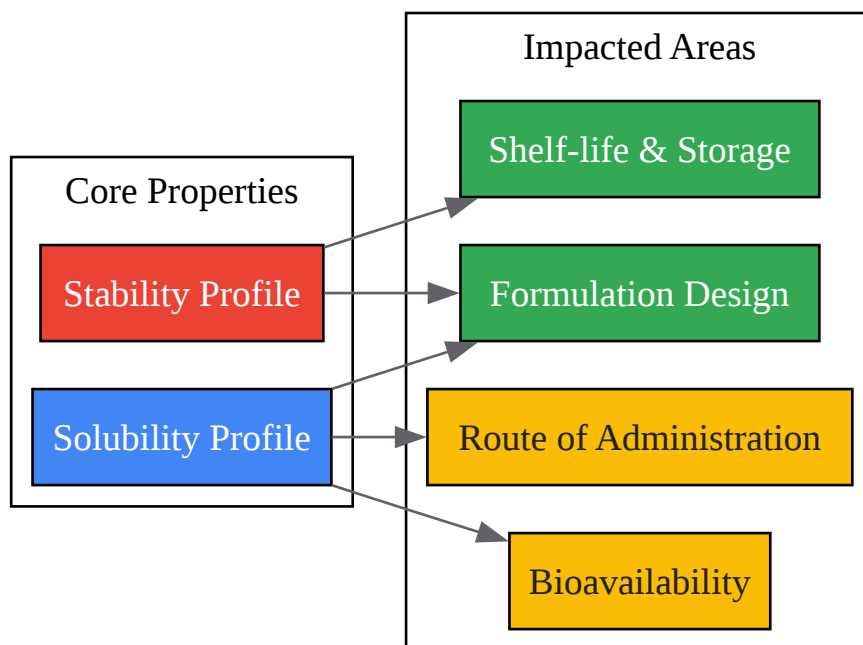 Core Properties
Stability Profile
Solubility Profile
Impacted Areas
Shelf-life & Storage
Formulation Design
Route of Administration
Bioavailability